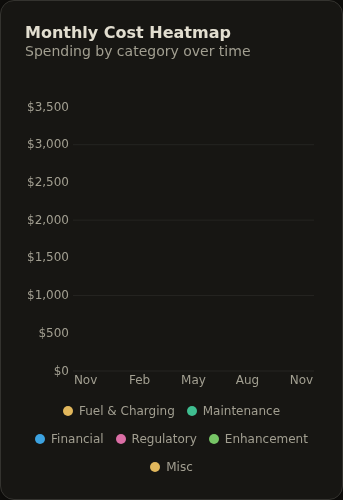 Monthly Cost Heatmap
Spending by category over time
$3,500
$3,000
$2,500
$2,000
$1,500
$1,000
$500
$0
Nov Feb May Aug Nov
Fuel & Charging Maintenance
Financial Regulatory Enhancement
Misc